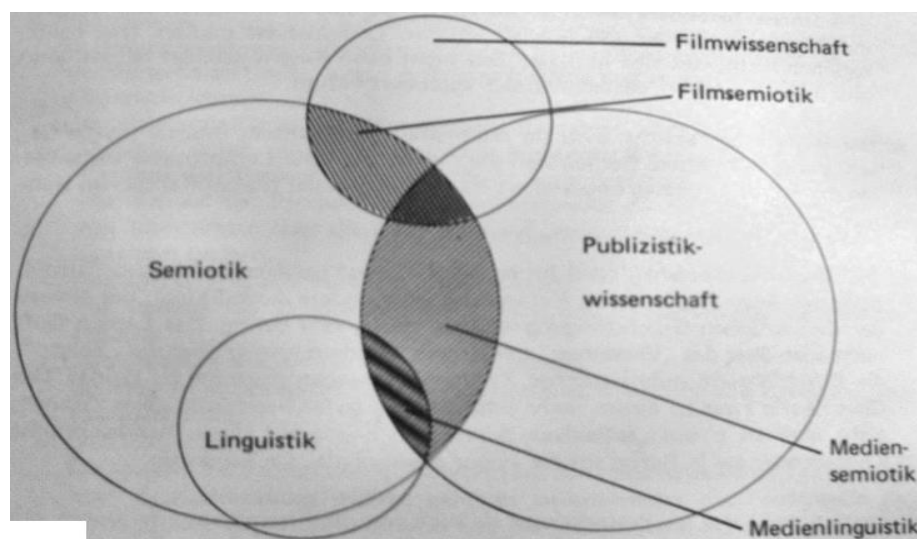 Filmwissenschaft
Filmsemiotik
Semiotik
Publizistik-
wissenschaft
Linguistik
Medien-
semiotik
Medienlinguistik